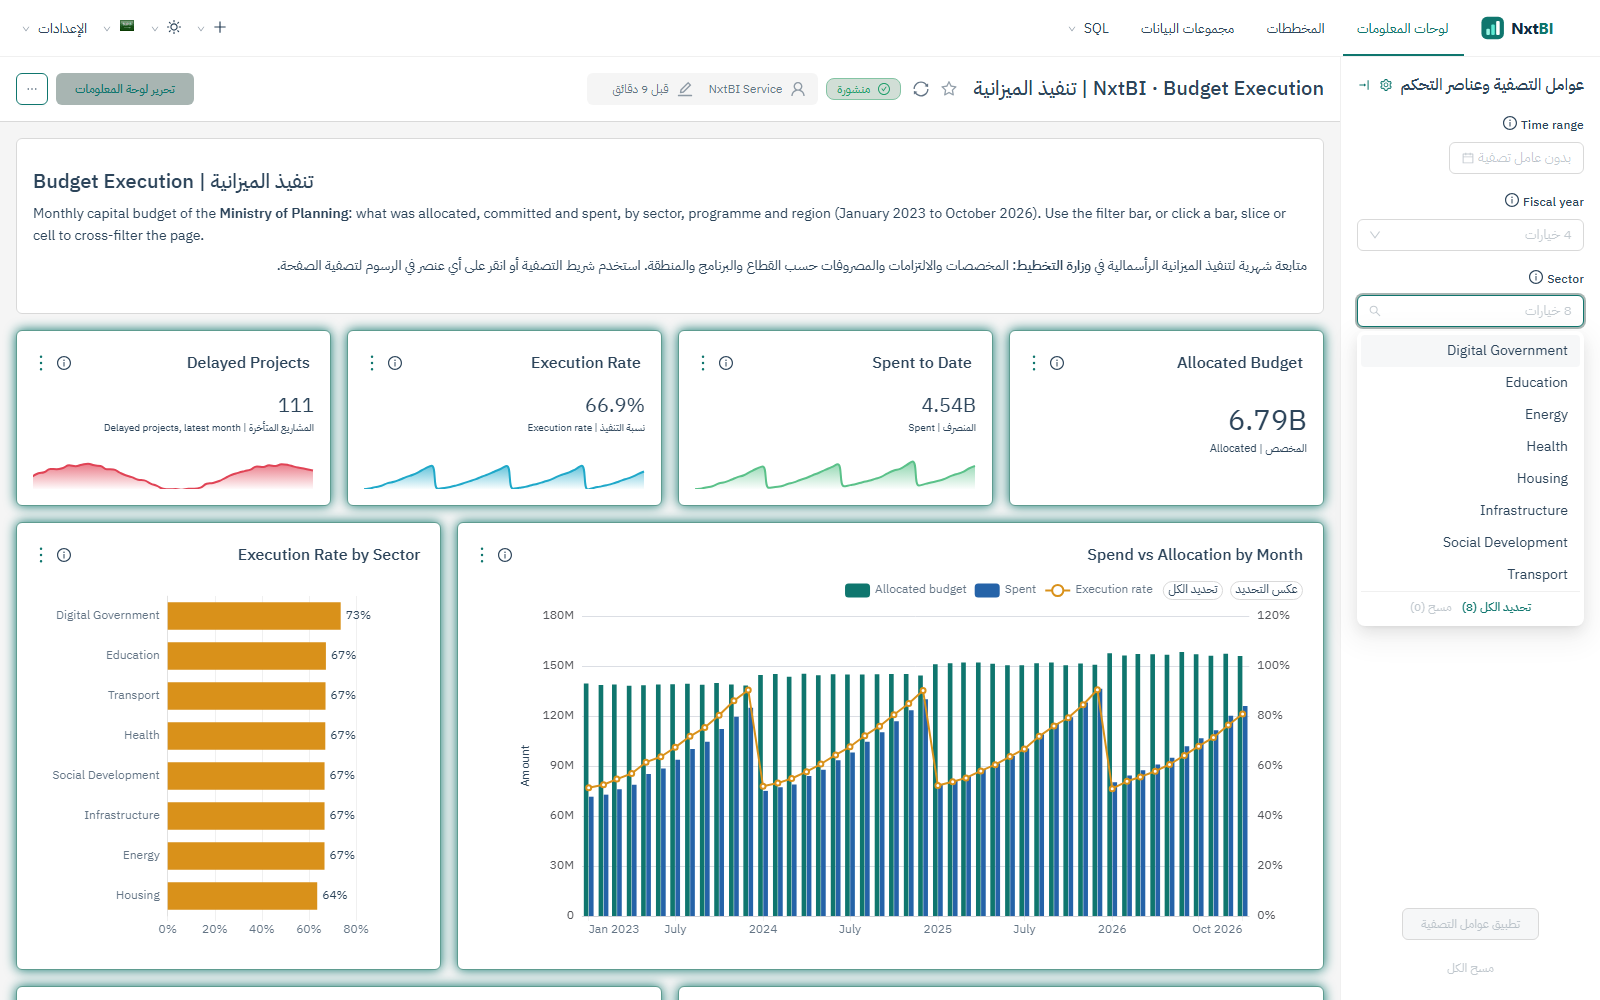 NxtBI
لوحات المعلومات
المخططات
مجموعات البيانات
SQL
الإعدادات
NxtBI · Budget Execution | تنفيذ الميزانية
منشورة
NxtBI Service
قبل 9 دقائق
تحرير لوحة المعلومات
عوامل التصفية وعناصر التحكم
Time range
بدون عامل تصفية
Fiscal year
4 خيارات
Sector
8 خيارات
Digital Government
Education
Energy
Health
Housing
Infrastructure
Social Development
Transport
تحديد الكل (8)
مسح (0)
تطبيق عوامل التصفية
مسح الكل
Budget Execution | تنفيذ الميزانية
Monthly capital budget of the Ministry of Planning: what was allocated, committed and spent, by sector, programme and region (January 2023 to October 2026). Use the filter bar, or click a bar, slice or
cell to cross-filter the page.
متابعة شهرية لتنفيذ الميزانية الرأسمالية في وزارة التخطيط: المخصصات والالتزامات والمصروفات حسب القطاع والبرنامج والمنطقة. استخدم شريط التصفية أو انقر على أي عنصر في الرسوم لتصفية الصفحة.
Allocated Budget
6.79B
Allocated | المخصص
Spent to Date
4.54B
Spent | المنصرف
Execution Rate
66.9%
Execution rate | نسبة التنفيذ
Delayed Projects
111
Delayed projects, latest month | المشاريع المتأخرة
Spend vs Allocation by Month
Allocated budget
Spent
Execution rate
تحديد الكل
عكس التحديد
180M
150M
120M
90M
60M
30M
0
Amount
120%
100%
80%
60%
40%
20%
0%
Jan 2023
July
2024
July
2025
July
2026
Oct 2026
Execution Rate by Sector
Digital Government 73%
Education 67%
Transport 67%
Health 67%
Social Development 67%
Infrastructure 67%
Energy 67%
Housing 64%
0% 20% 40% 60% 80%